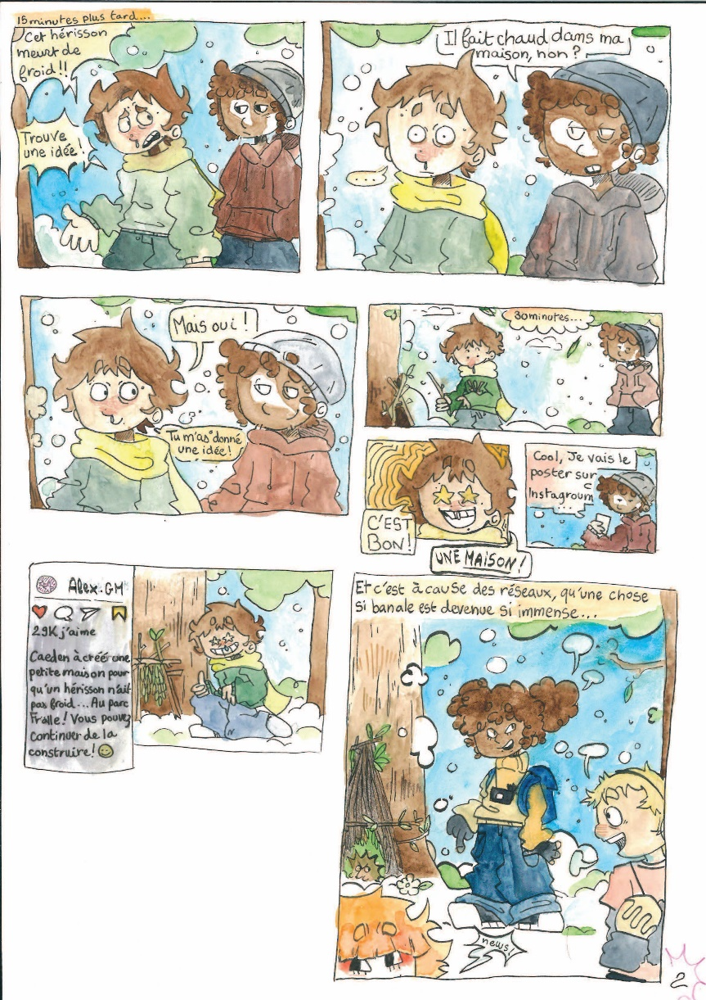 15 minutes plus tard...
Cet hérisson
meurt de
froid!!
Trouve
une idée!
Il fait chaud dans ma
maison, non ?
....
Mais oui !
Tu m'as donné
une idée!
30minutes...
C'EST
BON!
UNE MAISON!
Cool, Je vais le
poster sur
Instagroum
...
Alex.GM
29K j'aime
Caeden à créé une
petite maison pour
qu'un hérisson n'ait
pas froid... Au parc
Fralle! Vous pouvez
continuer de la
construire!
Et c'est à cause des réseaux, qu'une chose
si banale est devenue si immense...
news!
2